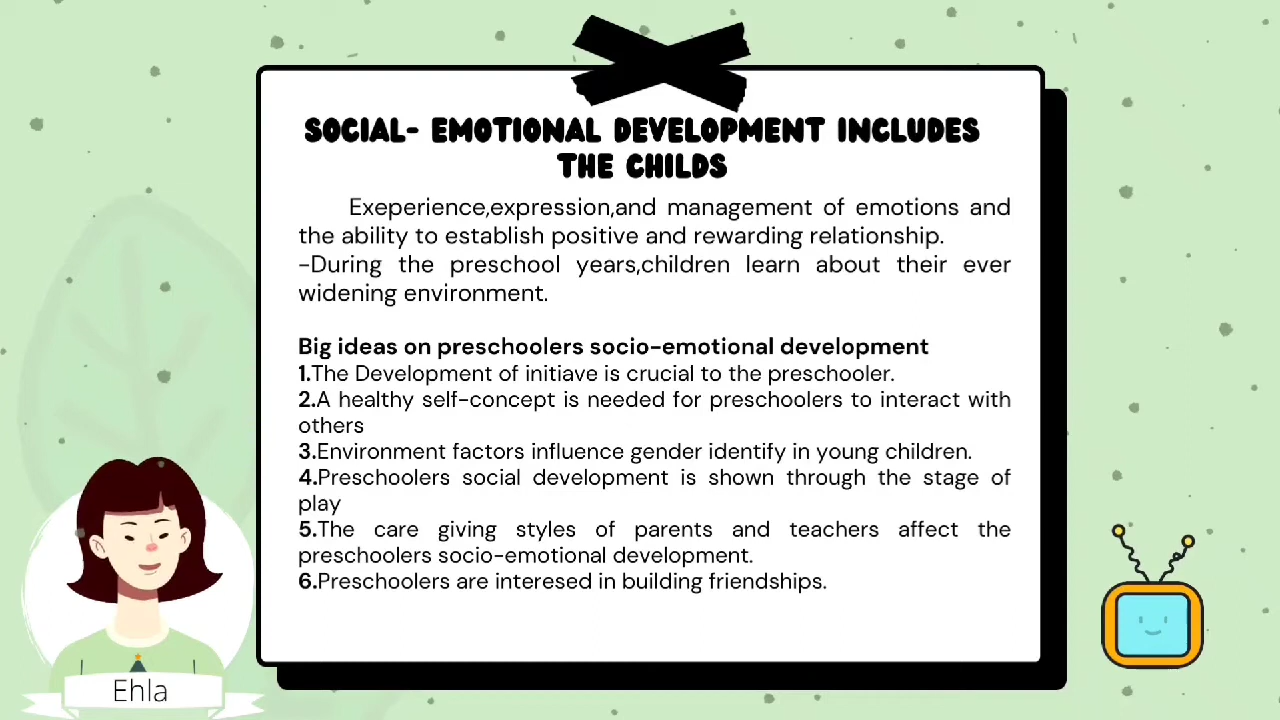 SOCIAL- EMOTIONAL DEVELOPMENT INCLUDES
THE CHILDS
Exeperience,expression,and management of emotions and
the ability to establish positive and rewarding relationship.
-During the preschool years,children learn about their ever
widening environment.
Big ideas on preschoolers socio-emotional development
1.The Development of initiave is crucial to the preschooler.
2.A healthy self-concept is needed for preschoolers to interact with
others
3.Environment factors influence gender identify in young children.
4.Preschoolers social development is shown through the stage of
play
5.The care giving styles of parents and teachers affect the
preschoolers socio-emotional development.
6.Preschoolers are interesed in building friendships.
Ehla